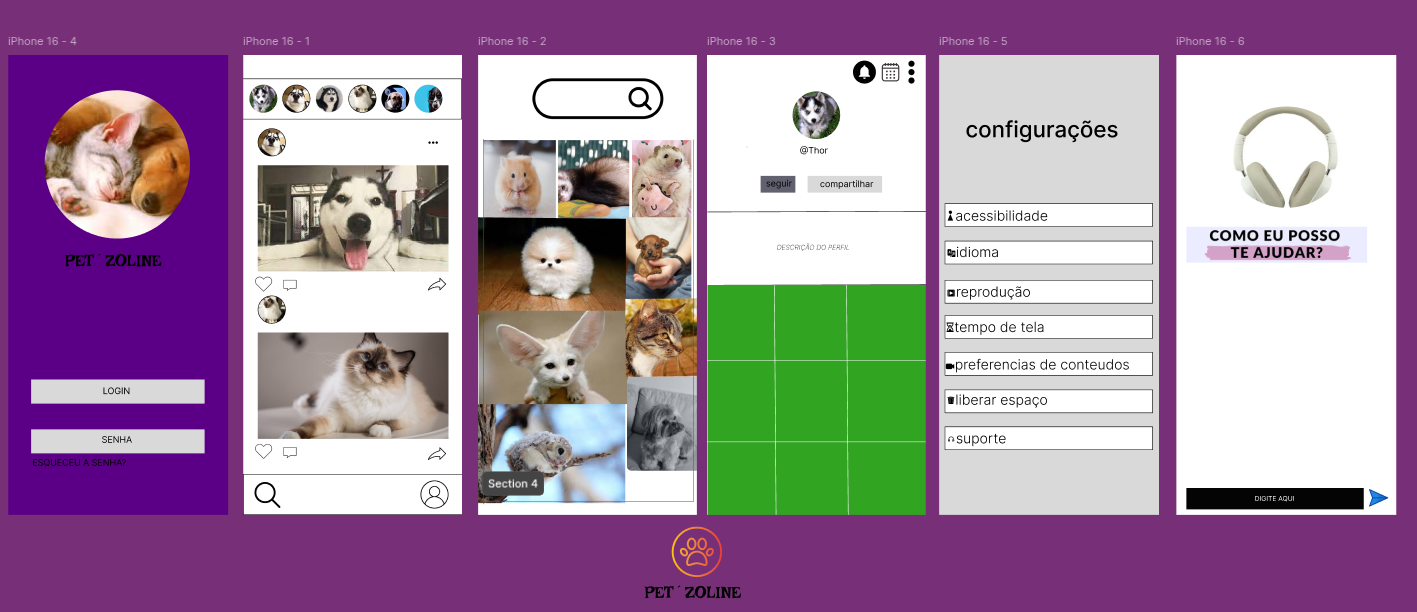 iPhone 16 - 4
PET´ZOLINE
LOGIN
SENHA
ESQUECEU A SENHA?
iPhone 16 - 1
iPhone 16 - 2
Section 4
iPhone 16 - 3
@Thor
seguir
compartilhar
DESCRIÇÃO DO PERFIL
iPhone 16 - 5
configurações
acessibilidade
idioma
reprodução
tempo de tela
preferencias de conteudos
liberar espaço
suporte
iPhone 16 - 6
COMO EU POSSO
TE AJUDAR?
DIGITE AQUI
PET´ZOLINE